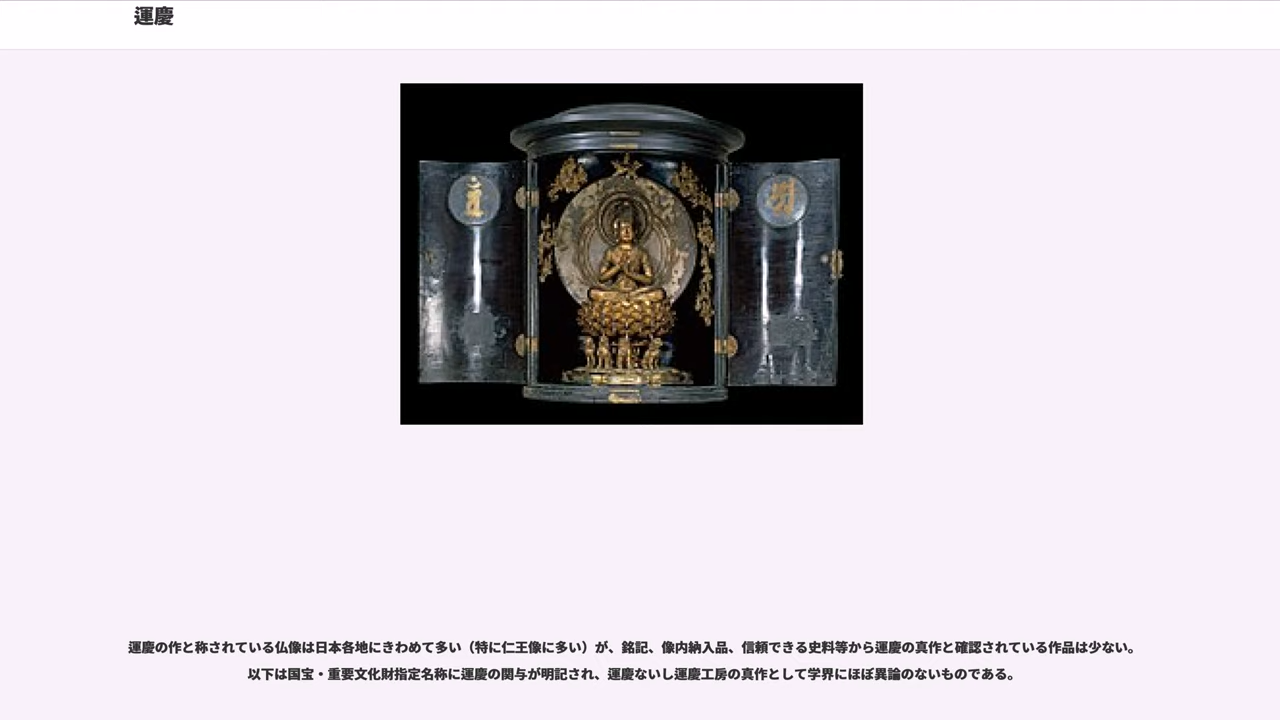 運慶
運慶の作と称されている仏像は日本各地にきわめて多い（特に仁王像に多い）が、銘記、像内納入品、信頼できる史料等から運慶の真作と確認されている作品は少ない。
以下は国宝・重要文化財指定名称に運慶の関与が明記され、運慶ないし運慶工房の真作として学界にほぼ異論のないものである。